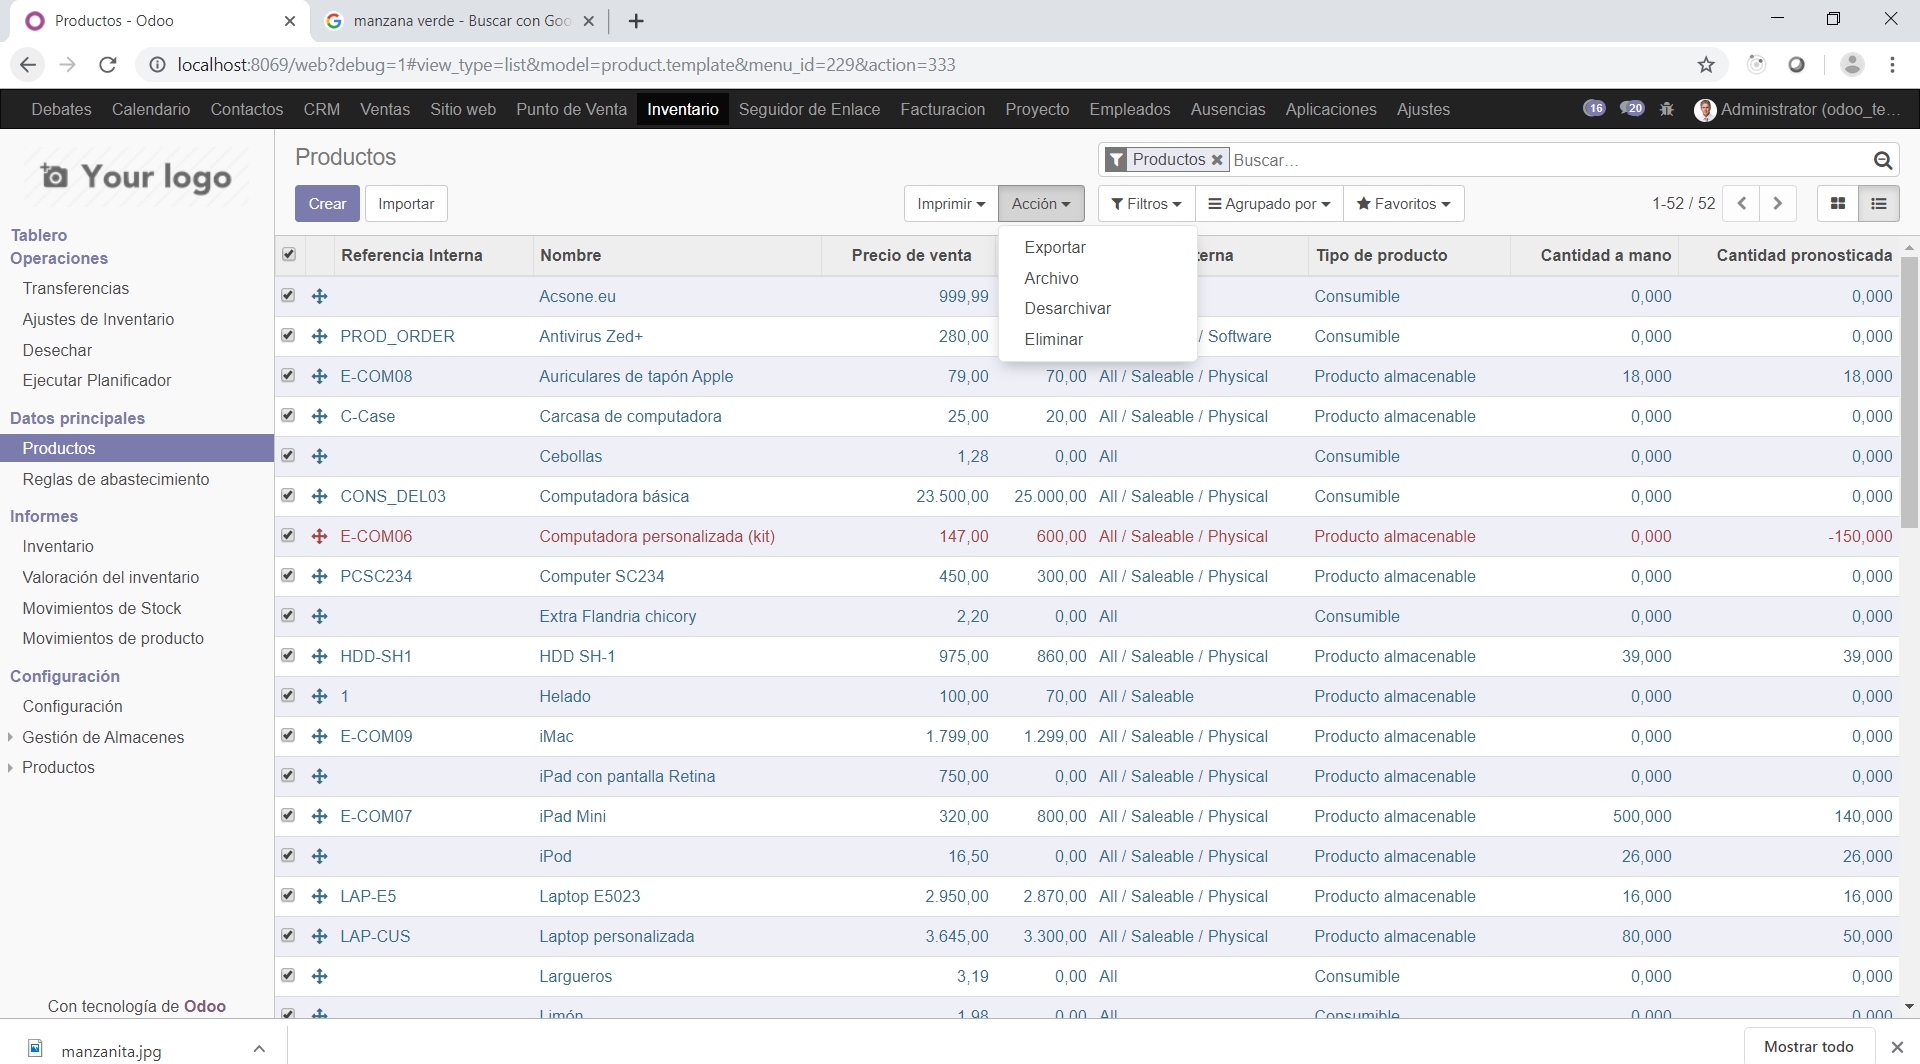 Productos - Odoo
manzana verde - Buscar con Goo
localhost:8069/web?debug=1#view_type=list&model=product.template&menu_id=229&action=333
Debates Calendario Contactos CRM Ventas Sitio web Punto de Venta Inventario Seguidor de Enlace Facturacion Proyecto Empleados Ausencias Aplicaciones Ajustes 16 20 Administrator (odoo_te...
Your logo
Tablero
Operaciones
Transferencias
Ajustes de Inventario
Desechar
Ejecutar Planificador
Datos principales
Productos
Reglas de abastecimiento
Informes
Inventario
Valoración del inventario
Movimientos de Stock
Movimientos de producto
Configuración
Configuración
Gestión de Almacenes
Productos
Con tecnología de Odoo
Productos
Productos Buscar...
Crear Importar Imprimir Acción Filtros Agrupado por Favoritos 1-52 / 52
Exportar
Archivo
Desarchivar
Eliminar
Referencia Interna Nombre Precio de venta terna Tipo de producto Cantidad a mano Cantidad pronosticada
Acsone.eu 999,99 Consumible 0,000 0,000
PROD_ORDER Antivirus Zed+ 280,00 / Software Consumible 0,000 0,000
E-COM08 Auriculares de tapón Apple 79,00 70,00 All / Saleable / Physical Producto almacenable 18,000 18,000
C-Case Carcasa de computadora 25,00 20,00 All / Saleable / Physical Producto almacenable 0,000 0,000
Cebollas 1,28 0,00 All Consumible 0,000 0,000
CONS_DEL03 Computadora básica 23.500,00 25.000,00 All / Saleable / Physical Consumible 0,000 0,000
E-COM06 Computadora personalizada (kit) 147,00 600,00 All / Saleable / Physical Producto almacenable 0,000 -150,000
PCSC234 Computer SC234 450,00 300,00 All / Saleable / Physical Producto almacenable 0,000 0,000
Extra Flandria chicory 2,20 0,00 All Consumible 0,000 0,000
HDD-SH1 HDD SH-1 975,00 860,00 All / Saleable / Physical Producto almacenable 39,000 39,000
1 Helado 100,00 70,00 All / Saleable Producto almacenable 0,000 0,000
E-COM09 iMac 1.799,00 1.299,00 All / Saleable / Physical Producto almacenable 0,000 0,000
iPad con pantalla Retina 750,00 0,00 All / Saleable / Physical Producto almacenable 0,000 0,000
E-COM07 iPad Mini 320,00 800,00 All / Saleable / Physical Producto almacenable 500,000 140,000
iPod 16,50 0,00 All / Saleable / Physical Producto almacenable 26,000 26,000
LAP-E5 Laptop E5023 2.950,00 2.870,00 All / Saleable / Physical Producto almacenable 16,000 16,000
LAP-CUS Laptop personalizada 3.645,00 3.300,00 All / Saleable / Physical Producto almacenable 80,000 50,000
Largueros 3,19 0,00 All Consumible 0,000 0,000
Limón 1,98 0,00 All Consumible 0,000 0,000
manzanita.jpg
Mostrar todo